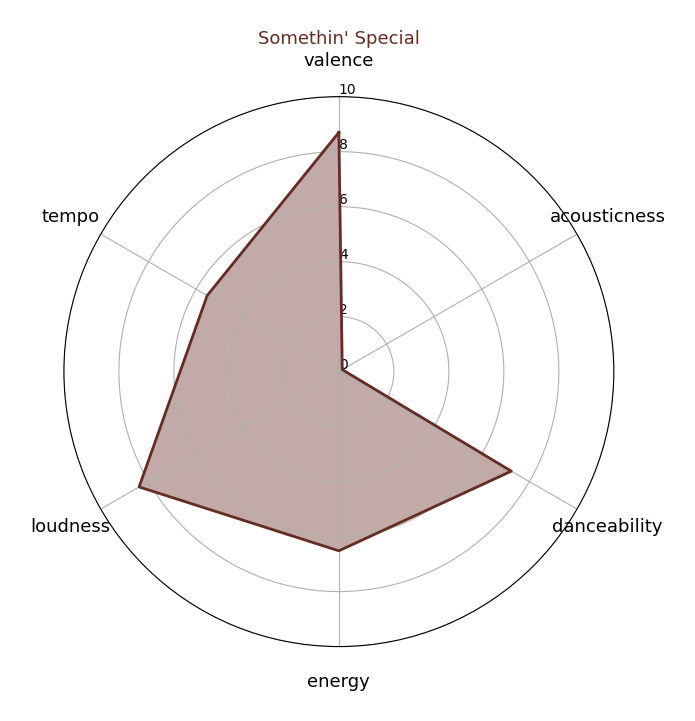 Somethin' Special
valence
10
8
6
4
2
0
tempo
acousticness
loudness
danceability
energy